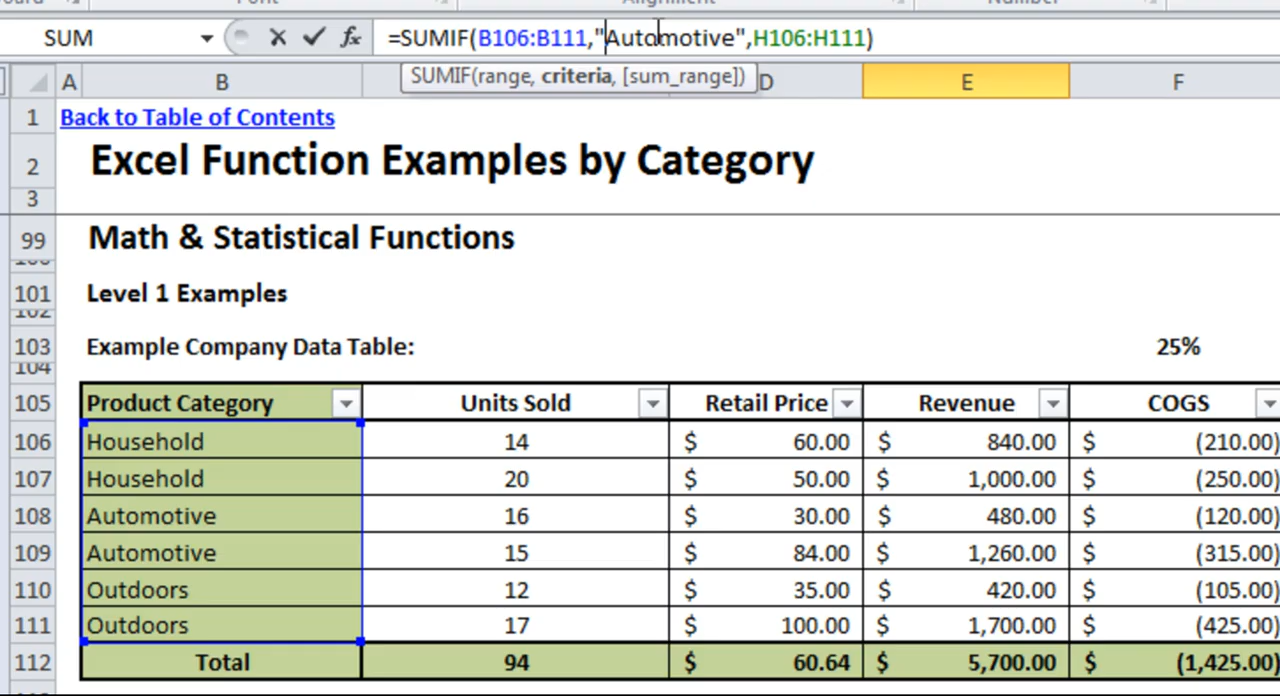 Font Alignment Number
SUM =SUMIF(B106:B111,"Automotive",H106:H111)
SUMIF(range, criteria, [sum_range])
A B D E F
1 Back to Table of Contents
2 Excel Function Examples by Category
3
99 Math & Statistical Functions
100
101 Level 1 Examples
102
103 Example Company Data Table: 25%
104
105 Product Category Units Sold Retail Price Revenue COGS
106 Household 14 $ 60.00 $ 840.00 $ (210.00)
107 Household 20 $ 50.00 $ 1,000.00 $ (250.00)
108 Automotive 16 $ 30.00 $ 480.00 $ (120.00)
109 Automotive 15 $ 84.00 $ 1,260.00 $ (315.00)
110 Outdoors 12 $ 35.00 $ 420.00 $ (105.00)
111 Outdoors 17 $ 100.00 $ 1,700.00 $ (425.00)
112 Total 94 $ 60.64 $ 5,700.00 $ (1,425.00)